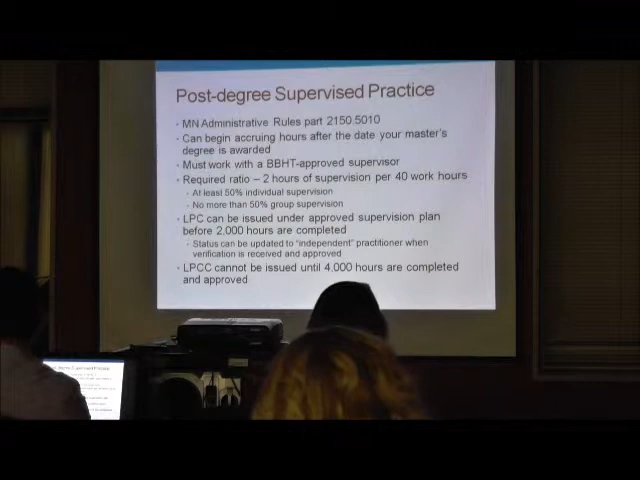 Post-degree Supervised Practice
• MN Administrative Rules part 2150.5010
• Can begin accruing hours after the date your master's
degree is awarded
• Must work with a BBHT-approved supervisor
• Required ratio – 2 hours of supervision per 40 work hours
• At least 50% individual supervision
• No more than 50% group supervision
• LPC can be issued under approved supervision plan
before 2,000 hours are completed
• Status can be updated to "independent" practitioner when
verification is received and approved
• LPCC cannot be issued until 4,000 hours are completed
and approved